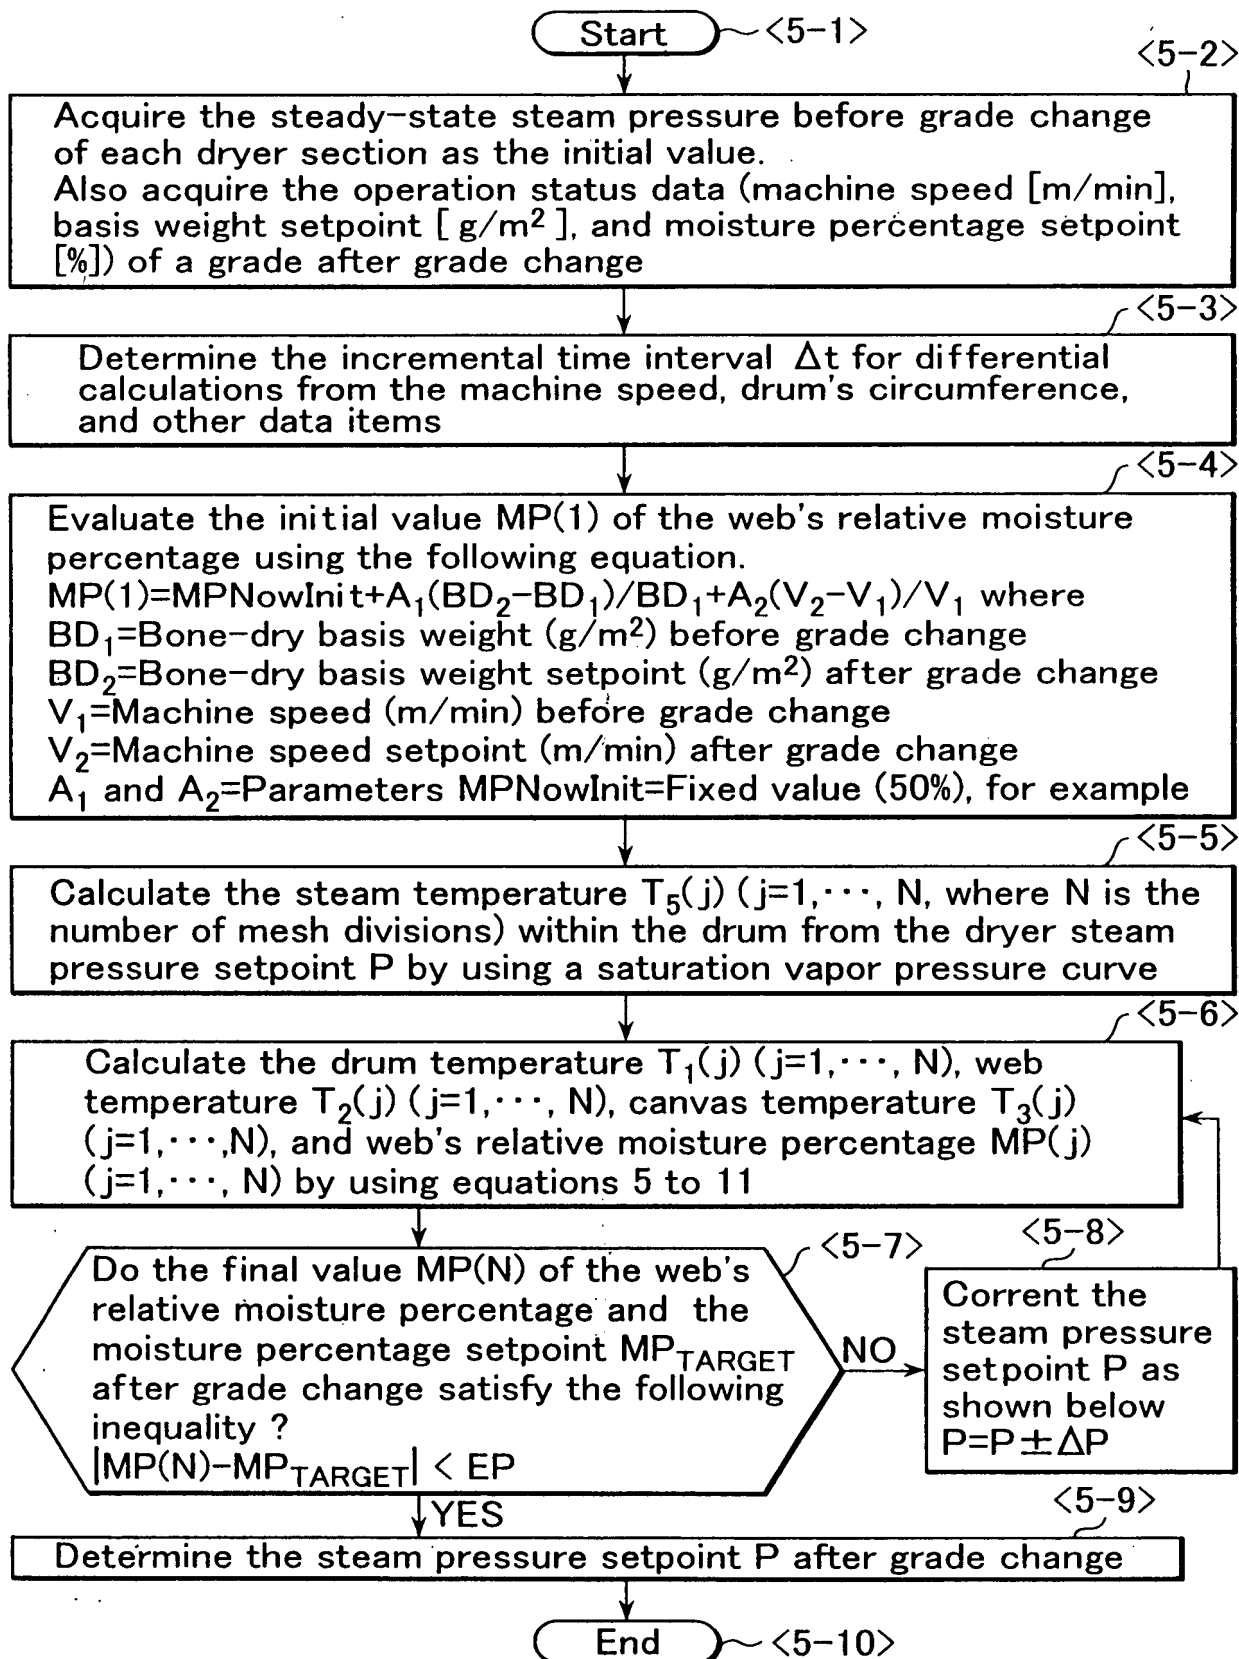 Start <5-1>
<5-2>
Acquire the steady-state steam pressure before grade change
of each dryer section as the initial value.
Also acquire the operation status data (machine speed [m/min],
basis weight setpoint [ g/m² ], and moisture percentage setpoint
[%]) of a grade after grade change
<5-3>
Determine the incremental time interval Δt for differential
calculations from the machine speed, drum's circumference,
and other data items
<5-4>
Evaluate the initial value MP(1) of the web's relative moisture
percentage using the following equation.
MP(1)=MPNowInit+A₁(BD₂-BD₁)/BD₁+A₂(V₂-V₁)/V₁ where
BD₁=Bone-dry basis weight (g/m²) before grade change
BD₂=Bone-dry basis weight setpoint (g/m²) after grade change
V₁=Machine speed (m/min) before grade change
V₂=Machine speed setpoint (m/min) after grade change
A₁ and A₂=Parameters MPNowInit=Fixed value (50%), for example
<5-5>
Calculate the steam temperature T₅(j) (j=1,···, N, where N is the
number of mesh divisions) within the drum from the dryer steam
pressure setpoint P by using a saturation vapor pressure curve
<5-6>
Calculate the drum temperature T₁(j) (j=1,···, N), web
temperature T₂(j) (j=1,···, N), canvas temperature T₃(j)
(j=1,···,N), and web's relative moisture percentage MP(j)
(j=1,···, N) by using equations 5 to 11
<5-7>
Do the final value MP(N) of the web's
relative moisture percentage and the
moisture percentage setpoint MP_TARGET
after grade change satisfy the following
inequality ?
|MP(N)-MP_TARGET| < EP
NO
<5-8>
Corrent the
steam pressure
setpoint P as
shown below
P=P±ΔP
YES
<5-9>
Determine the steam pressure setpoint P after grade change
End <5-10>